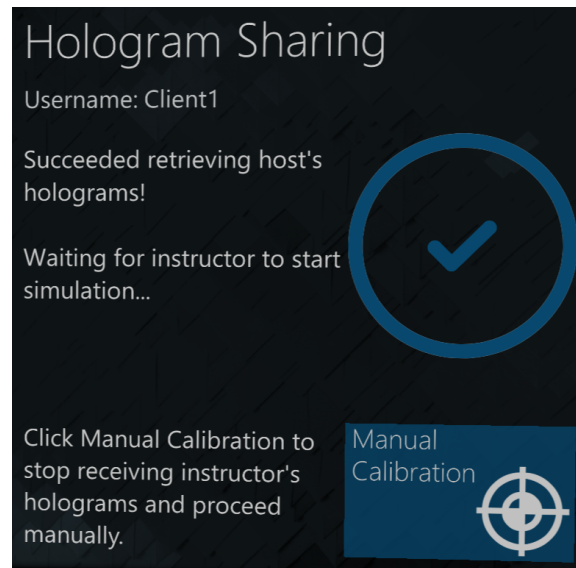 Hologram Sharing
Username: Client1
Succeeded retrieving host's
holograms!
Waiting for instructor to start
simulation...
Click Manual Calibration to
stop receiving instructor's
holograms and proceed
manually.
Manual
Calibration